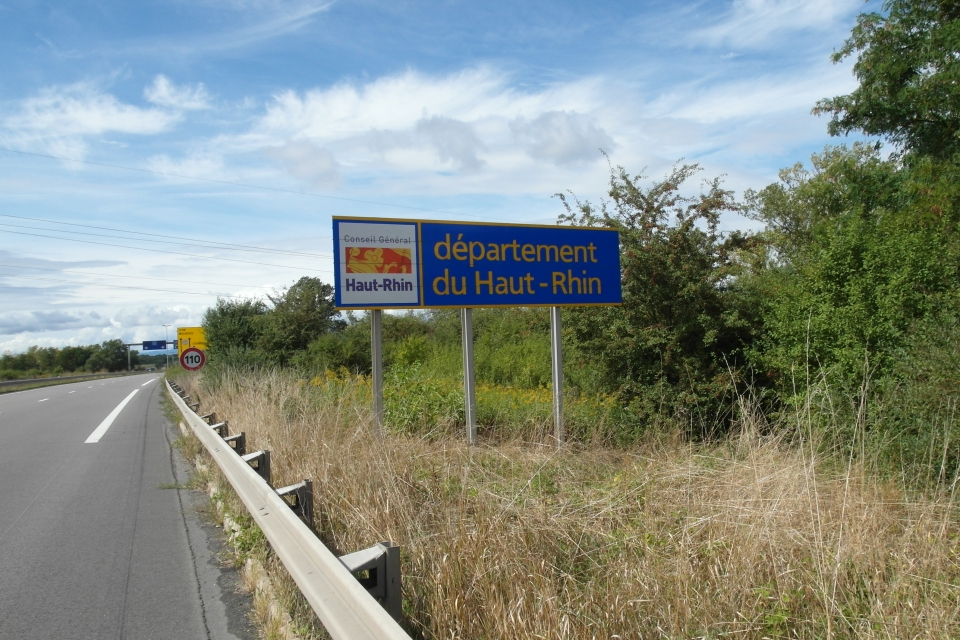 Conseil Général
Haut-Rhin
département
du Haut-Rhin
110